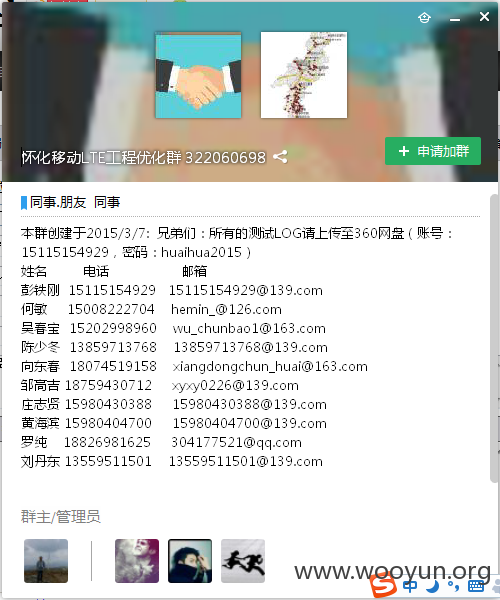 怀化移动LTE工程优化群 322060698
申请加群
同事.朋友 同事
本群创建于2015/3/7：兄弟们：所有的测试LOG请上传至360网盘（账号：
15115154929，密码：huaihua2015）
姓名 电话 邮箱
彭轶刚 15115154929 15115154929@139.com
何敏 15008222704 hemin_@126.com
吴春宝 15202998960 wu_chunbao1@163.com
陈少冬 13859713768 13859713768@139.com
向东春 18074519158 xiangdongchun_huai@163.com
邹高吉 18759430712 xyxy0226@139.com
庄志贤 15980430388 15980430388@139.com
黄海滨 15980404700 15980404700@139.com
罗纯 18826981625 304177521@qq.com
刘丹东 13559511501 13559511501@139.com
群主/管理员
www.wooyun.org
中